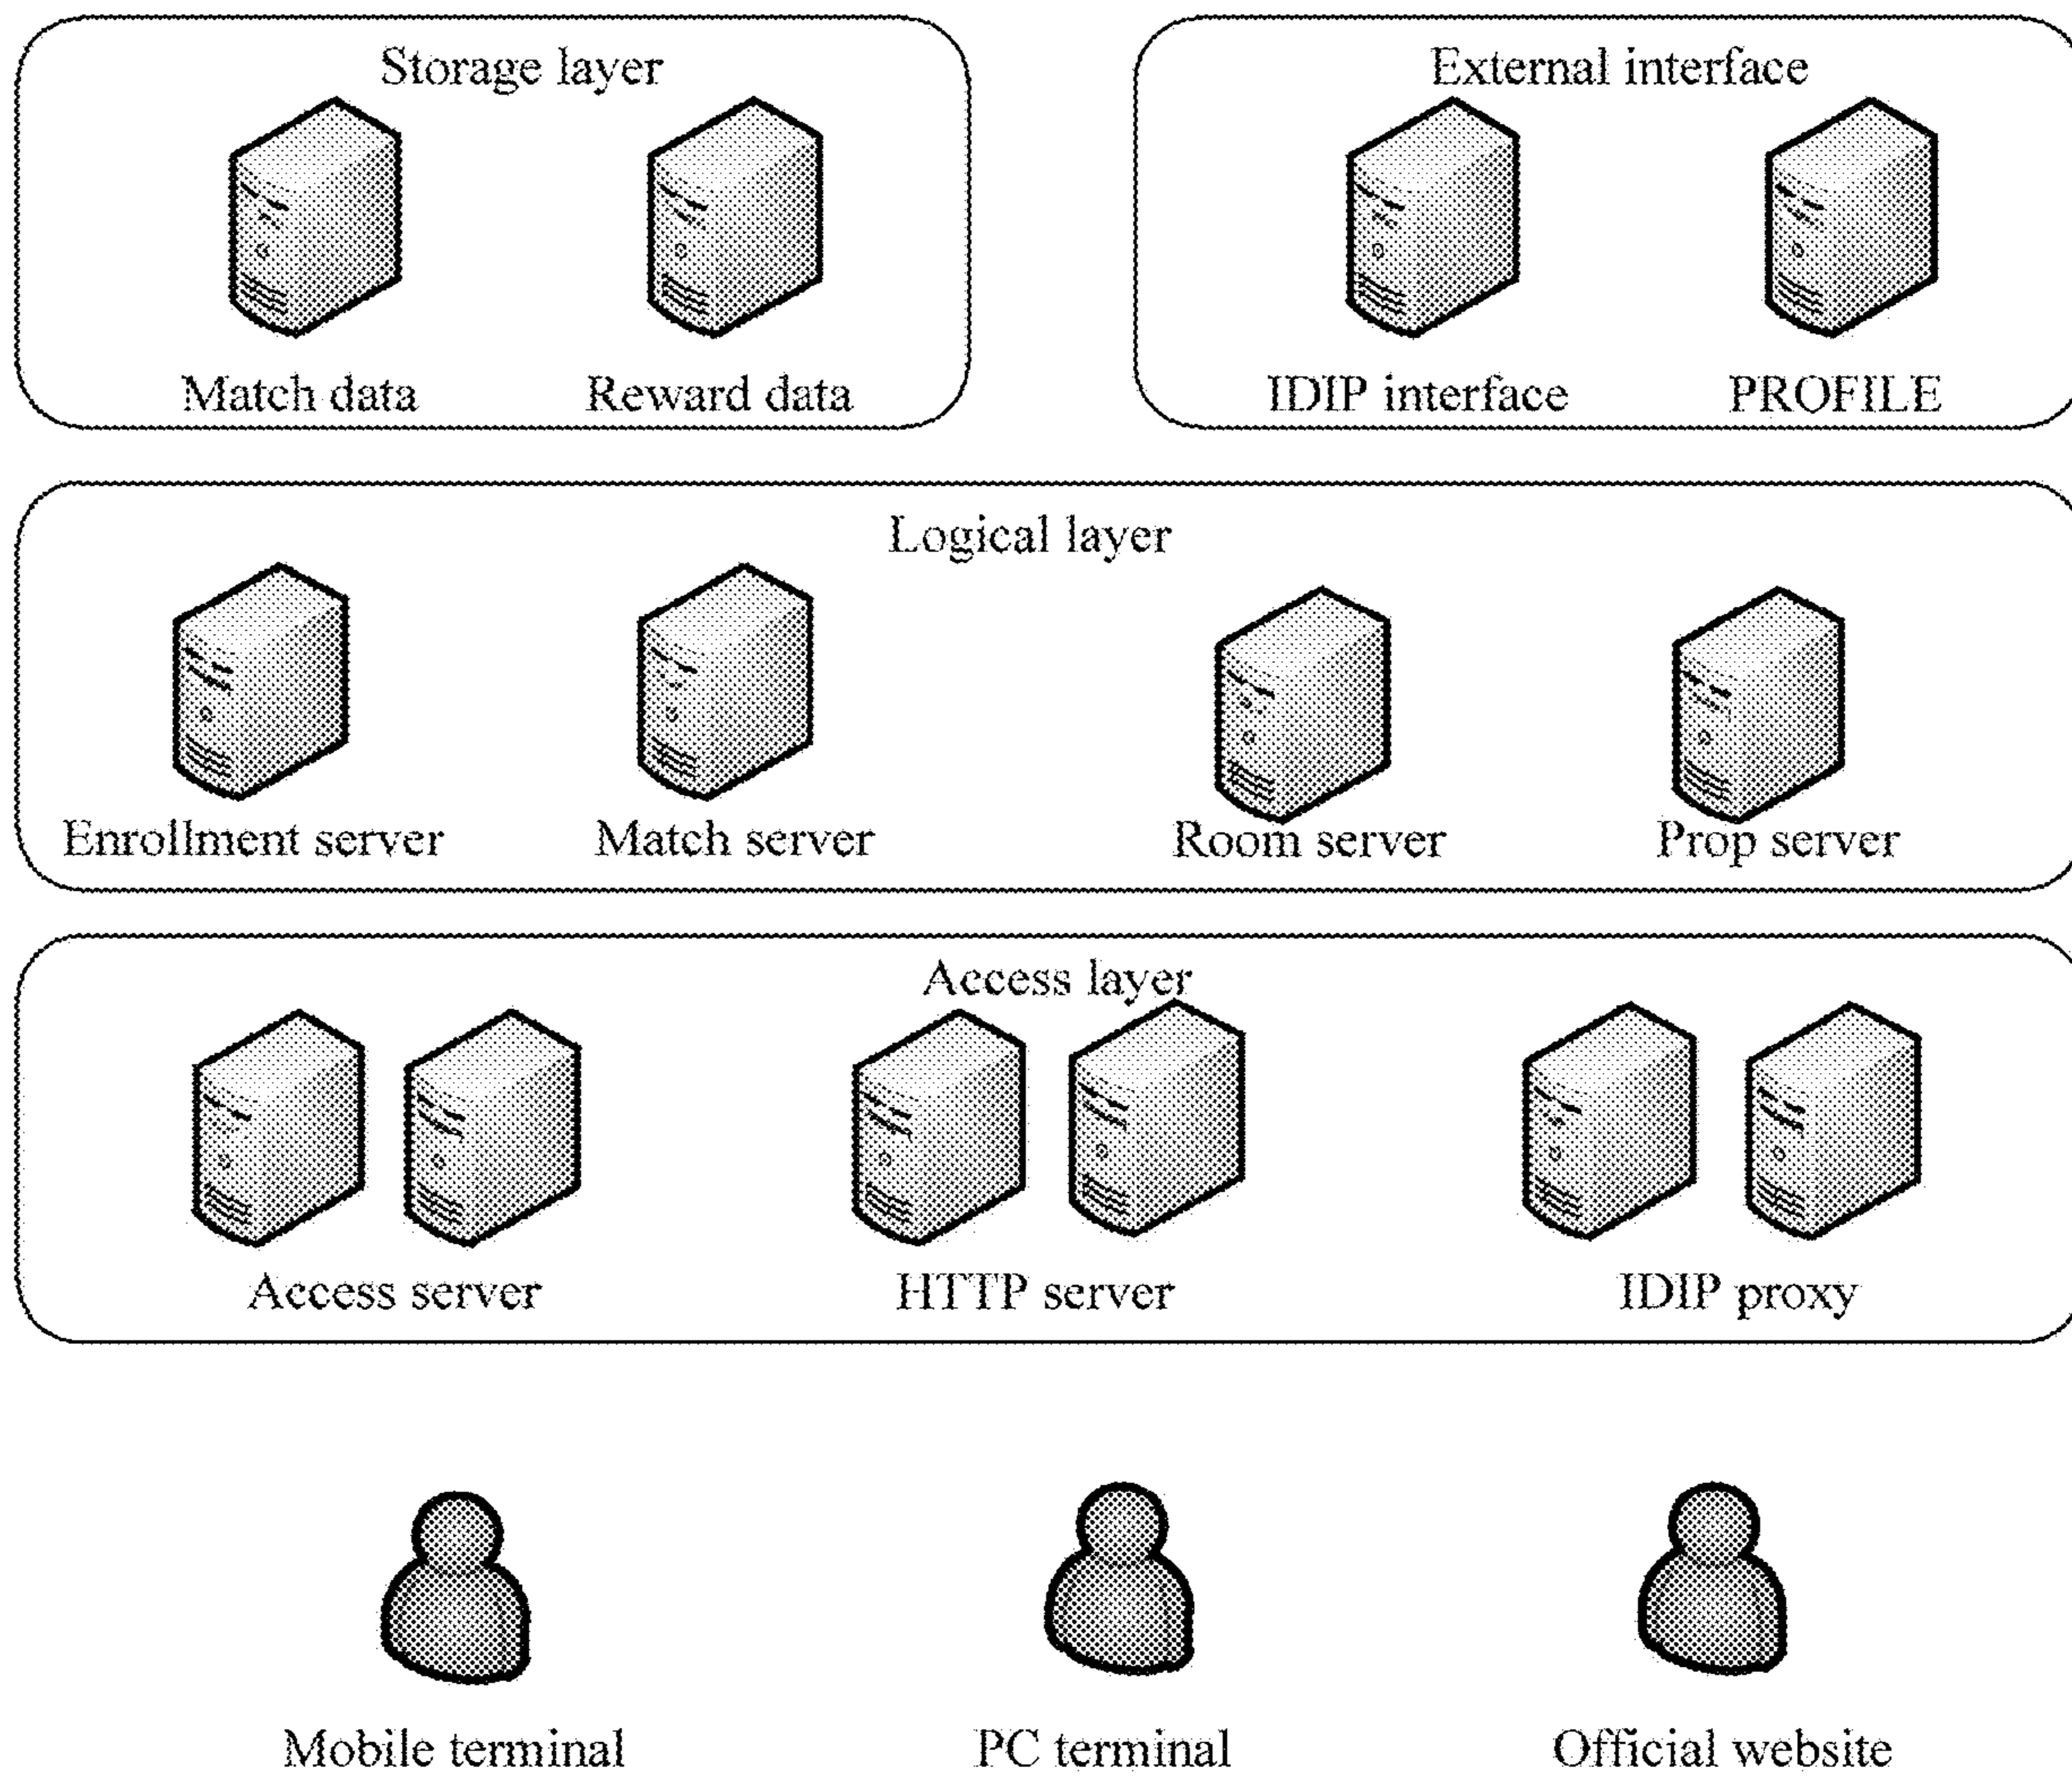 Storage layer
External interface
Match data
Reward data
IDIP interface
PROFILE
Logical layer
Enrollment server
Match server
Room server
Prop server
Access layer
Access server
HTTP server
IDIP proxy
Mobile terminal
PC terminal
Official website